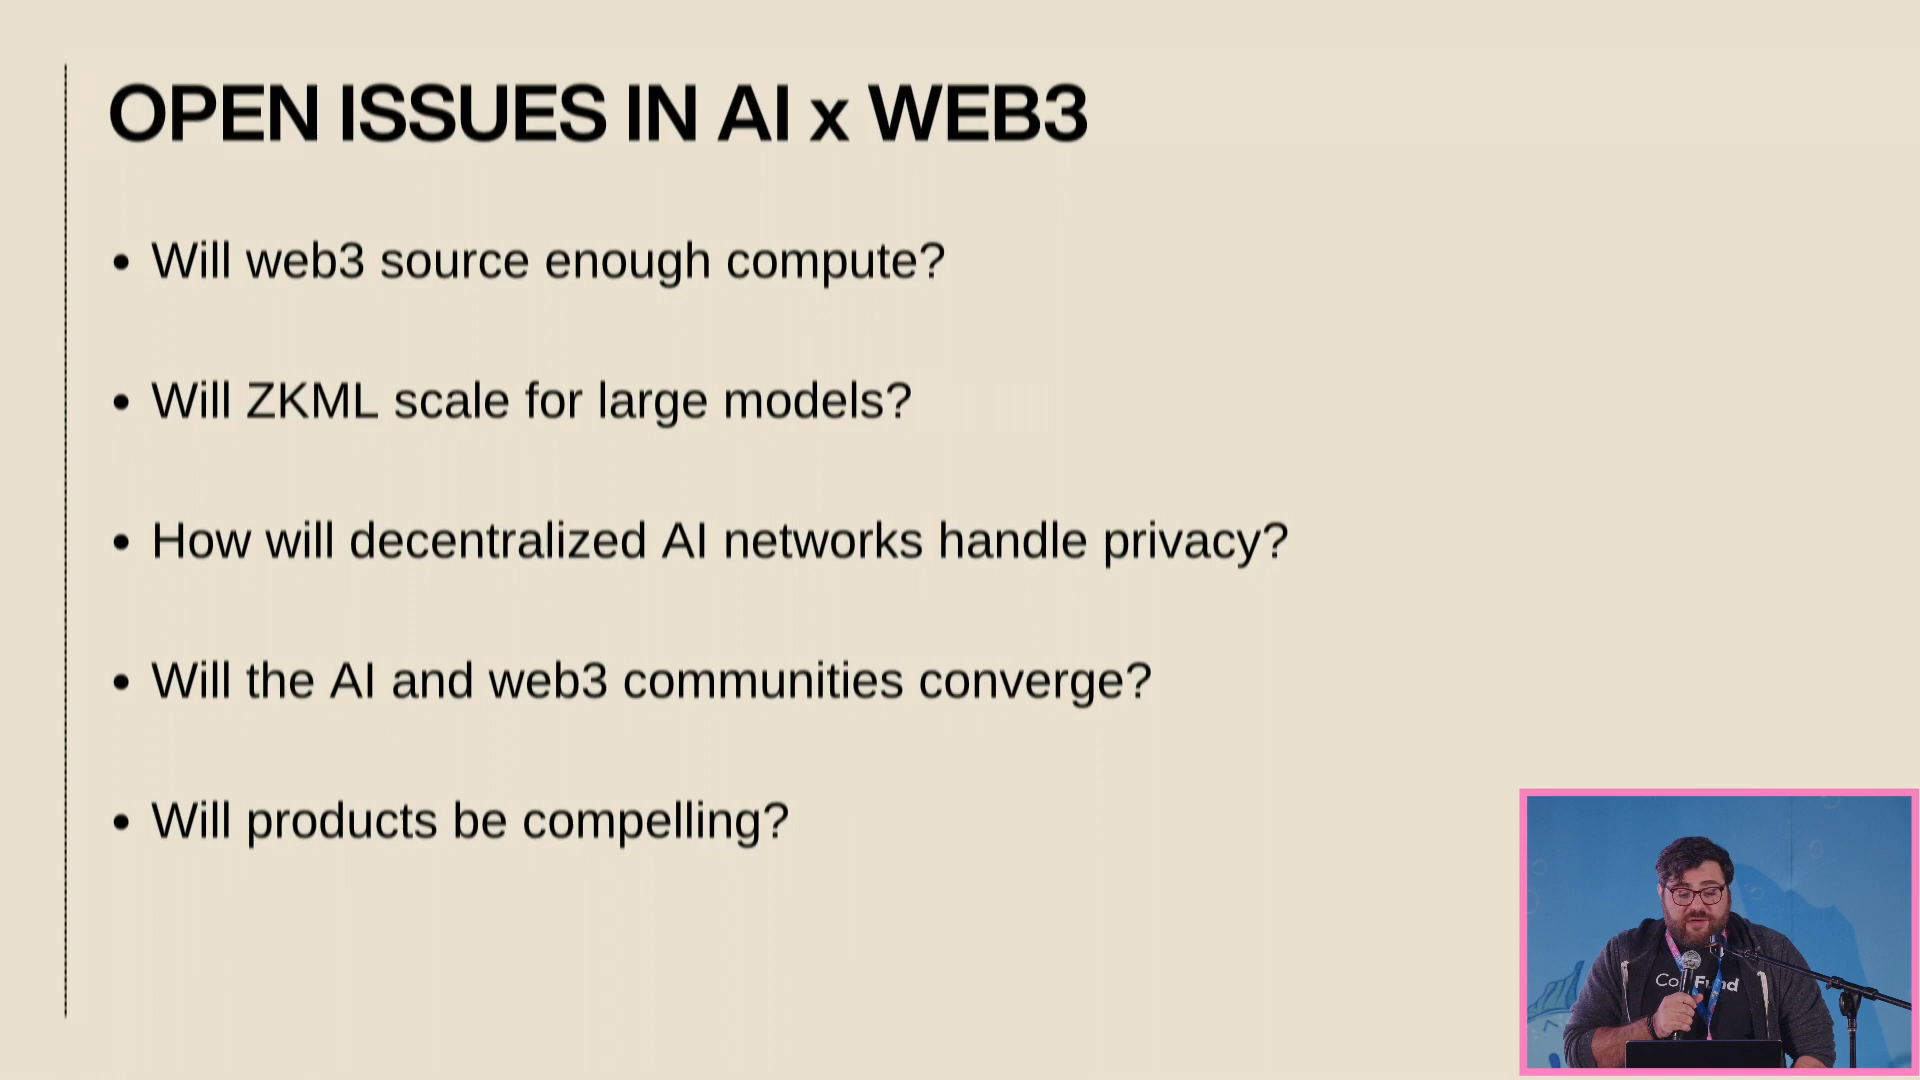 OPEN ISSUES IN AI x WEB3
• Will web3 source enough compute?
• Will ZKML scale for large models?
• How will decentralized AI networks handle privacy?
• Will the AI and web3 communities converge?
• Will products be compelling?